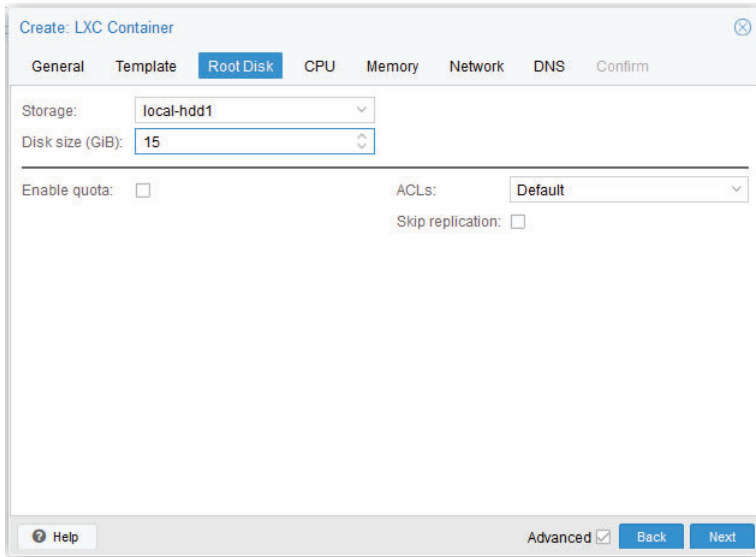 Create: LXC Container
General Template Root Disk CPU Memory Network DNS Confirm
Storage: local-hdd1
Disk size (GiB): 15
Enable quota: ACLs: Default
Skip replication:
Help Advanced Back Next